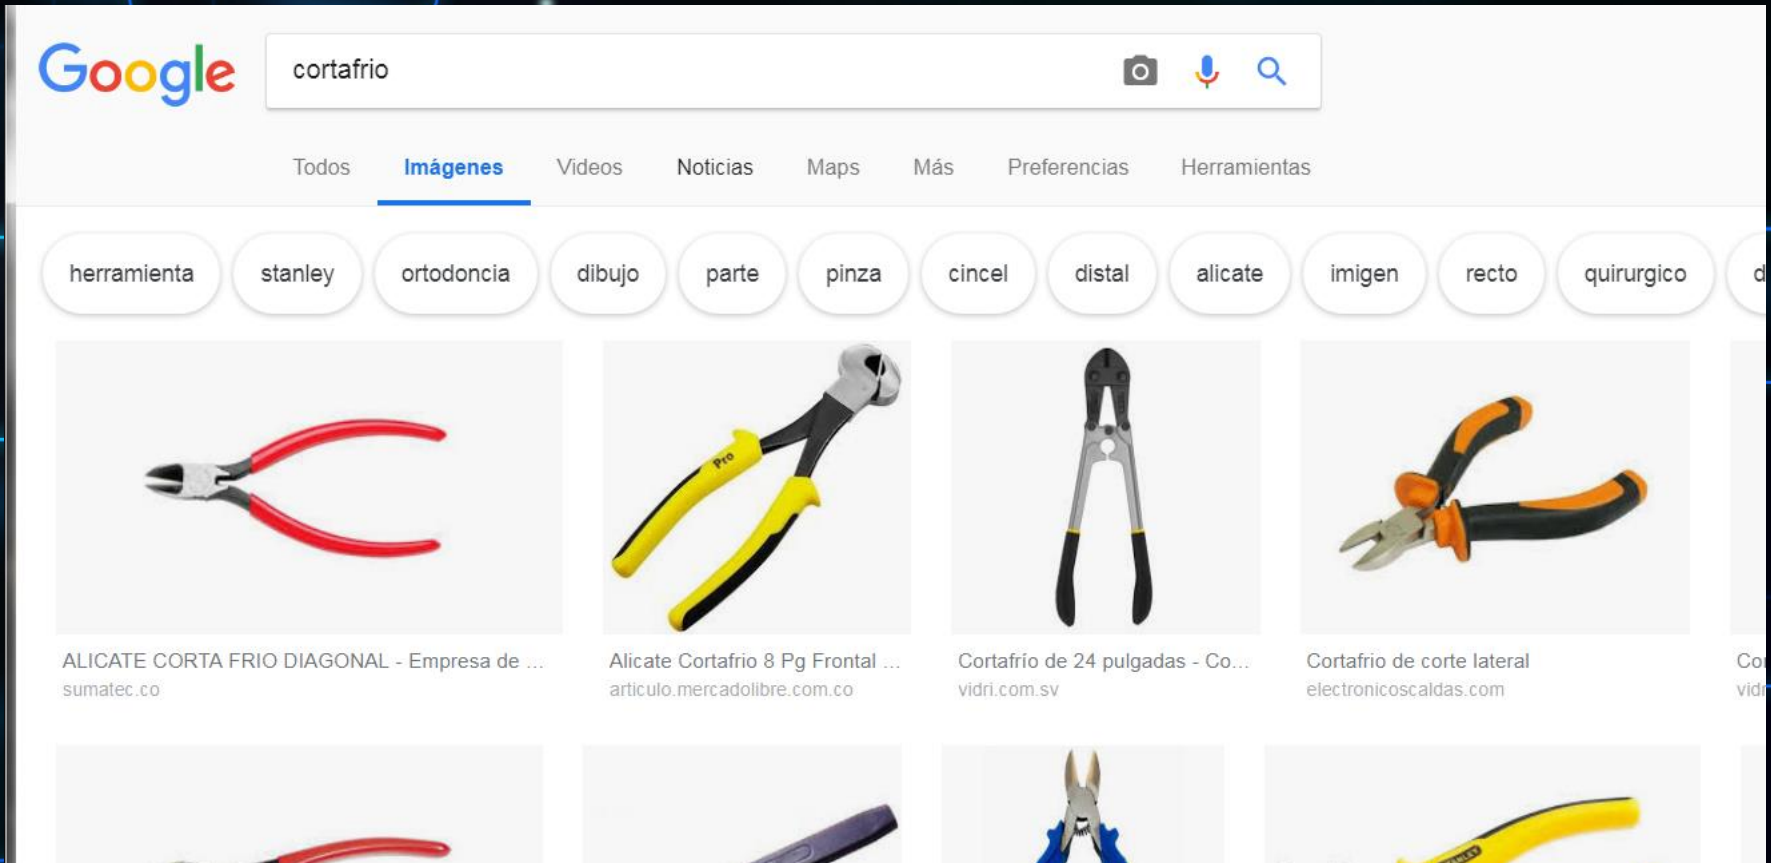 Google
cortafrio
Todos Imágenes Videos Noticias Maps Más Preferencias Herramientas
herramienta stanley ortodoncia dibujo parte pinza cincel distal alicate imigen recto quirurgico d
Pro
ALICATE CORTA FRIO DIAGONAL - Empresa de ... Alicate Cortafrio 8 Pg Frontal ... Cortafrío de 24 pulgadas - Co... Cortafrio de corte lateral Co
sumatec.co articulo.mercadolibre.com.co vidri.com.sv electronicoscaldas.com vid